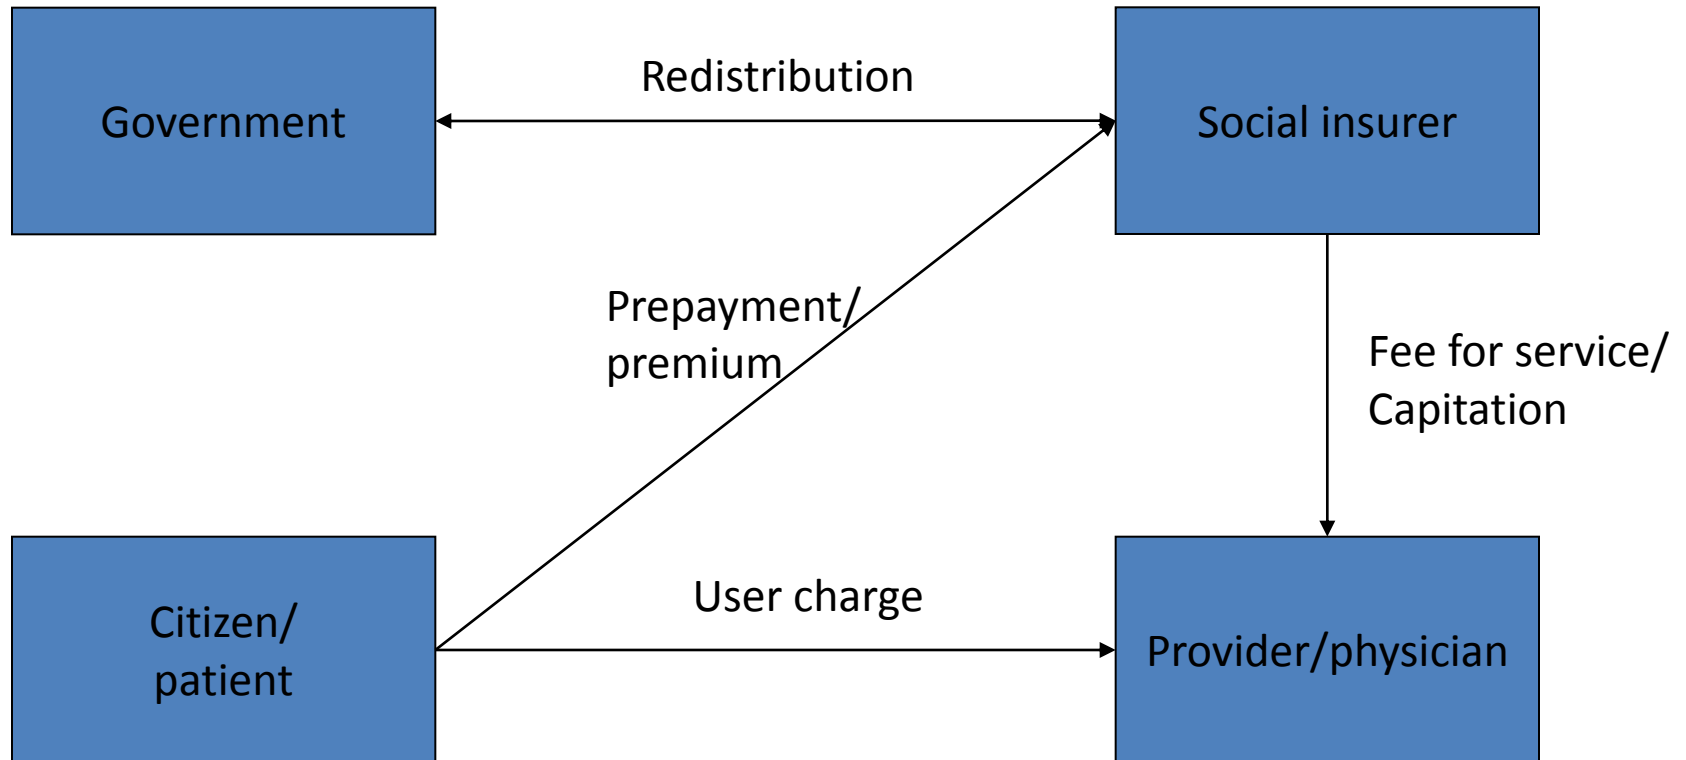 Government
Redistribution
Social insurer
Prepayment/
premium
Fee for service/
Capitation
Citizen/
patient
User charge
Provider/physician